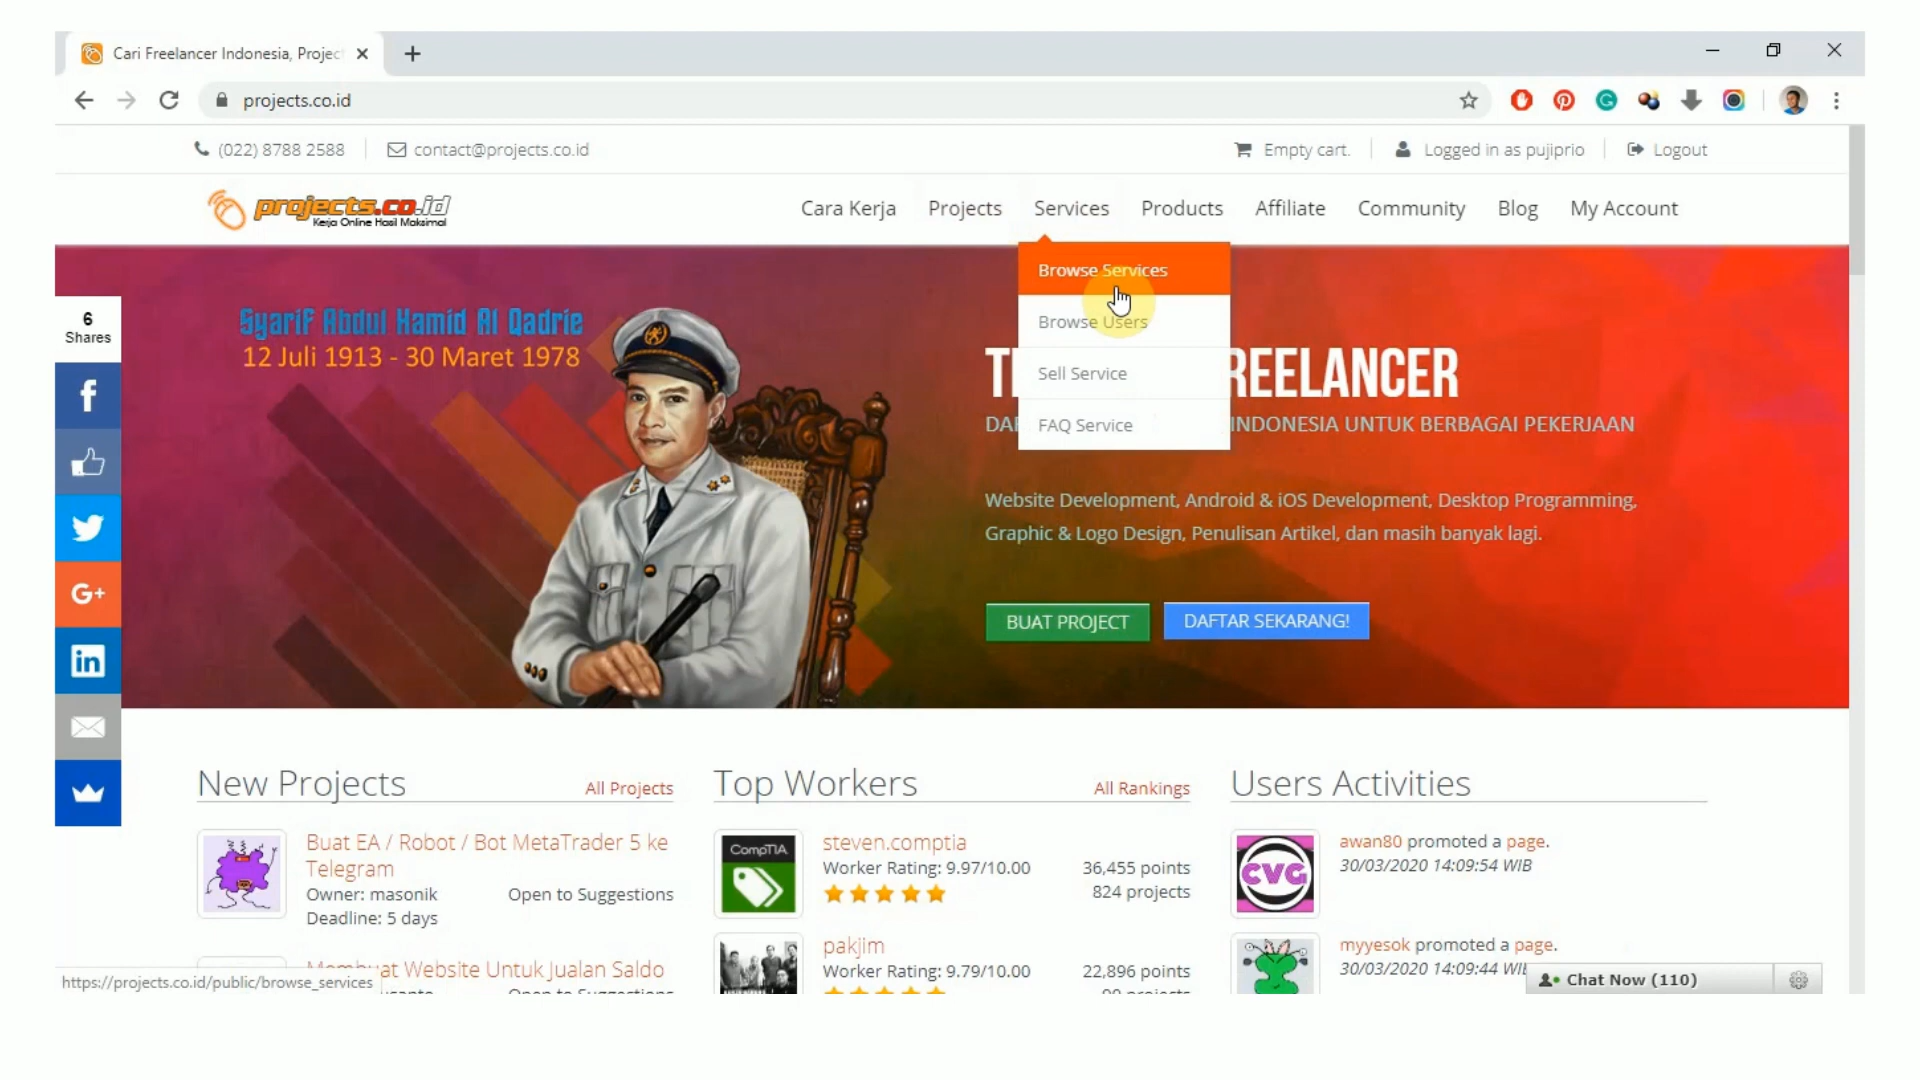 Cari Freelancer Indonesia, Project
projects.co.id
(022) 8788 2588
contact@projects.co.id
Empty cart.
Logged in as pujiprio
Logout
projects.co.id
Kerja Online Hasil Maksimal
Cara Kerja
Projects
Services
Products
Affiliate
Community
Blog
My Account
Browse Services
Browse Users
Sell Service
FAQ Service
6
Shares
Syarif Abdul Hamid Al Qadrie
12 Juli 1913 - 30 Maret 1978
REELANCER
INDONESIA UNTUK BERBAGAI PEKERJAAN
Website Development, Android & iOS Development, Desktop Programming,
Graphic & Logo Design, Penulisan Artikel, dan masih banyak lagi.
BUAT PROJECT
DAFTAR SEKARANG!
G+
in
New Projects
All Projects
Buat EA / Robot / Bot MetaTrader 5 ke
Telegram
Owner: masonik
Open to Suggestions
Deadline: 5 days
Membuat Website Untuk Jualan Saldo
Open to Suggestions
Top Workers
All Rankings
CompTIA
steven.comptia
Worker Rating: 9.97/10.00
36,455 points
824 projects
pakjim
Worker Rating: 9.79/10.00
22,896 points
projects
Users Activities
CVG
awan80 promoted a page.
30/03/2020 14:09:54 WIB
myyesok promoted a page.
30/03/2020 14:09:44 WIB
Chat Now (110)
https://projects.co.id/public/browse_services